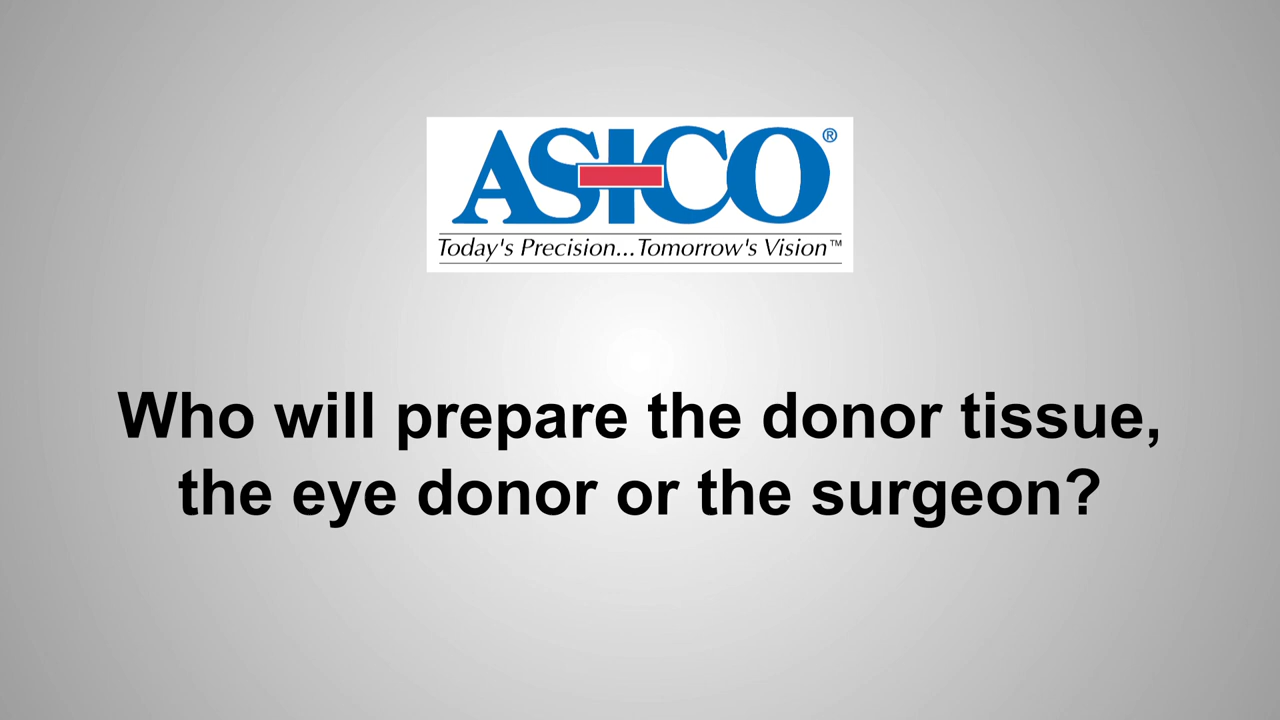 ASICO®
Today's Precision...Tomorrow's Vision™
Who will prepare the donor tissue,
the eye donor or the surgeon?